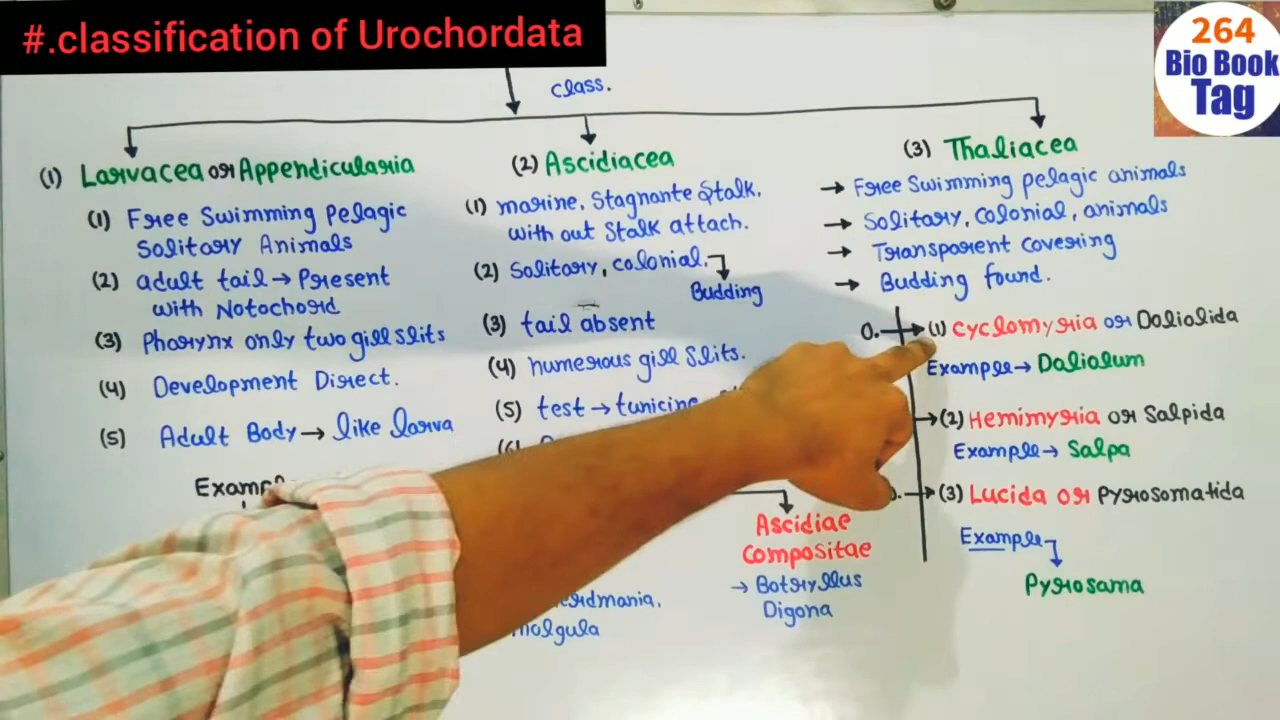 #.classification of Urochordata
264
Bio Book
Tag
class.
(1) Larvacea or Appendicularia
(1) Free Swimming Pelagic
Solitary Animals
(2) adult tail → Present
with Notochord
(3) Pharynx only two gill slits
(4) Development Direct.
(5) Adult Body → like larva
Examp
(2) Ascidiacea
(1) marine, Stagnante Stalk,
with out Stalk attach.
(2) Solitary, colonial,
Budding
(3) tail absent
(4) numerous gill slits.
(5) test → tunicine
(6)
Ascidiae
Compositae
→ Botryllus
Digona
erdmania,
molgula
(3) Thaliacea
→ Free Swimming pelagic animals
→ Solitary, colonial, animals
→ Transparent covering
→ Budding found.
O. → (1) Cyclomyria or Doliolida
Example → Doliolum
→ (2) Hemimyria or Salpida
Example → Salpa
→ (3) Lucida or Pyrosomatida
Example
Pyrosama